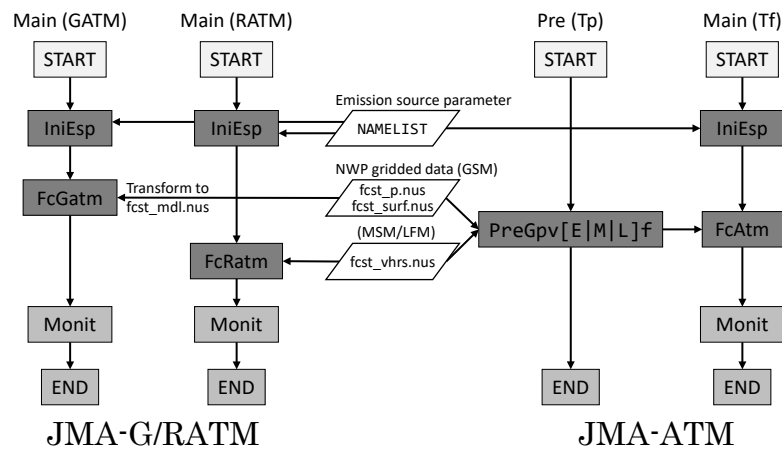 Main (GATM) Main (RATM) Pre (Tp) Main (Tf)
START START START START
Emission source parameter
IniEsp IniEsp NAMELIST IniEsp
NWP gridded data (GSM)
FcGatm Transform to fcst_p.nus
fcst_mdl.nus fcst_surf.nus
(MSM/LFM) PreGpv[E|M|L]f FcAtm
FcRatm fcst_vhrs.nus
Monit Monit Monit
END END END END
JMA-G/RATM JMA-ATM